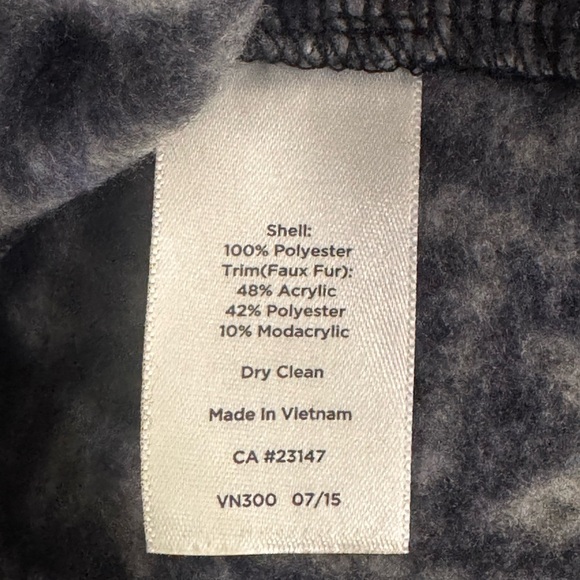 Shell:
100% Polyester
Trim(Faux Fur):
48% Acrylic
42% Polyester
10% Modacrylic
Dry Clean
Made In Vietnam
CA #23147
VN300 07/15